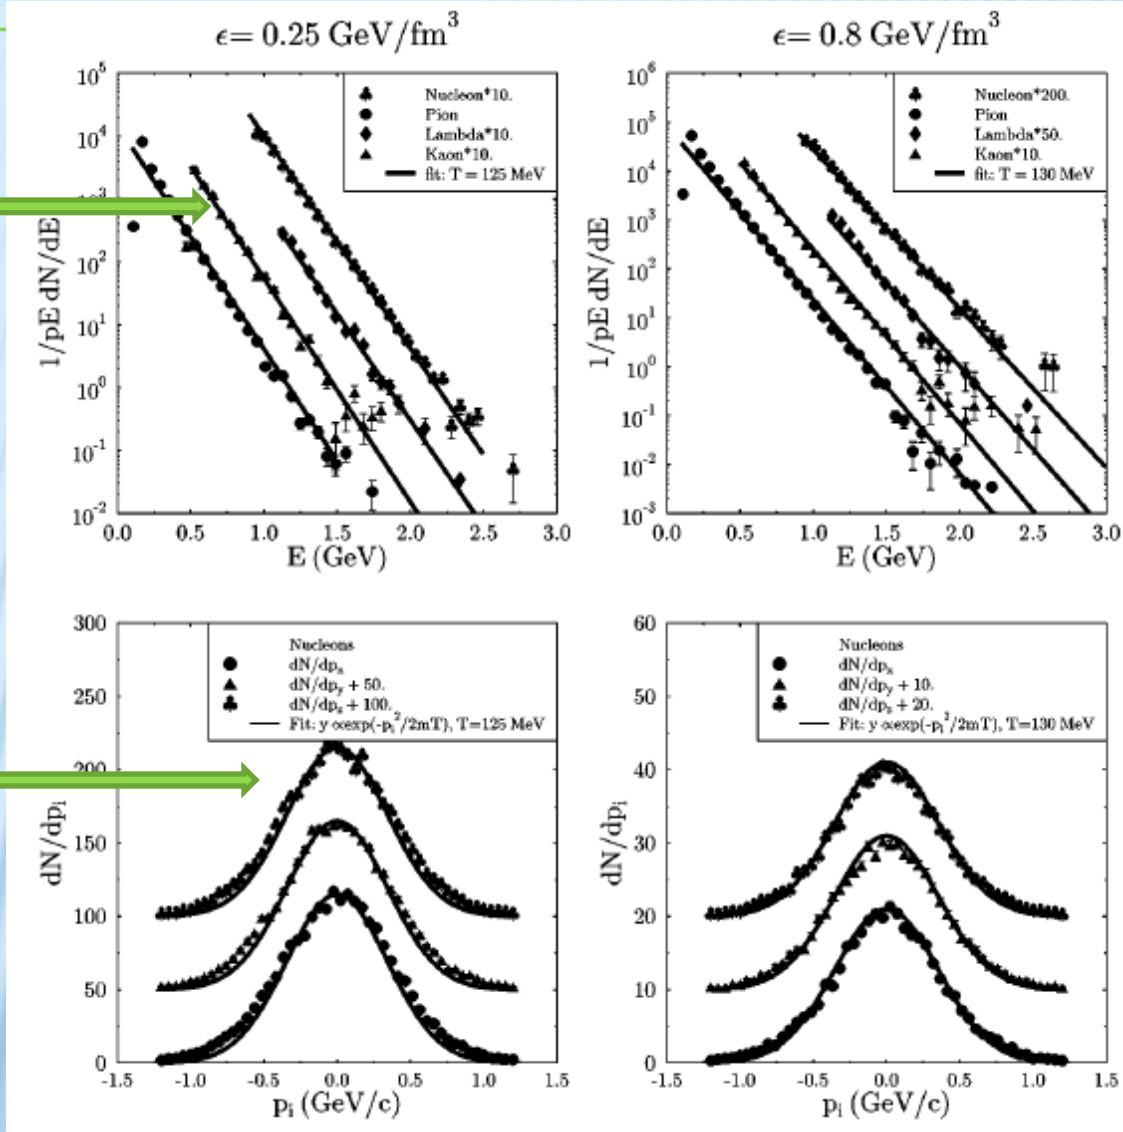 ϵ= 0.25 GeV/fm³
10⁵
10⁴
10³
10²
10¹
10⁰
10⁻¹
10⁻²
1/pE dN/dE
Nucleon*10.
Pion
Lambda*10.
Kaon*10.
fit: T = 125 MeV
0.0 0.5 1.0 1.5 2.0 2.5 3.0
E (GeV)
ϵ= 0.8 GeV/fm³
10⁶
10⁵
10⁴
10³
10²
10¹
10⁰
10⁻¹
10⁻²
10⁻³
1/pE dN/dE
Nucleon*200.
Pion
Lambda*50.
Kaon*10.
fit: T = 130 MeV
0.0 0.5 1.0 1.5 2.0 2.5 3.0
E (GeV)
300
250
200
150
100
50
0
dN/dpᵢ
Nucleons
dN/dpₓ
dN/dpᵧ + 50.
dN/dp_z + 100.
Fit: y ∝exp(-pᵢ²/2mT), T=125 MeV
-1.5 -1.0 -0.5 0.0 0.5 1.0 1.5
pᵢ (GeV/c)
60
50
40
30
20
10
0
dN/dpᵢ
Nucleons
dN/dpₓ
dN/dpᵧ + 10.
dN/dp_z + 20.
Fit: y ∝exp(-pᵢ²/2mT), T=130 MeV
-1.5 -1.0 -0.5 0.0 0.5 1.0 1.5
pᵢ (GeV/c)